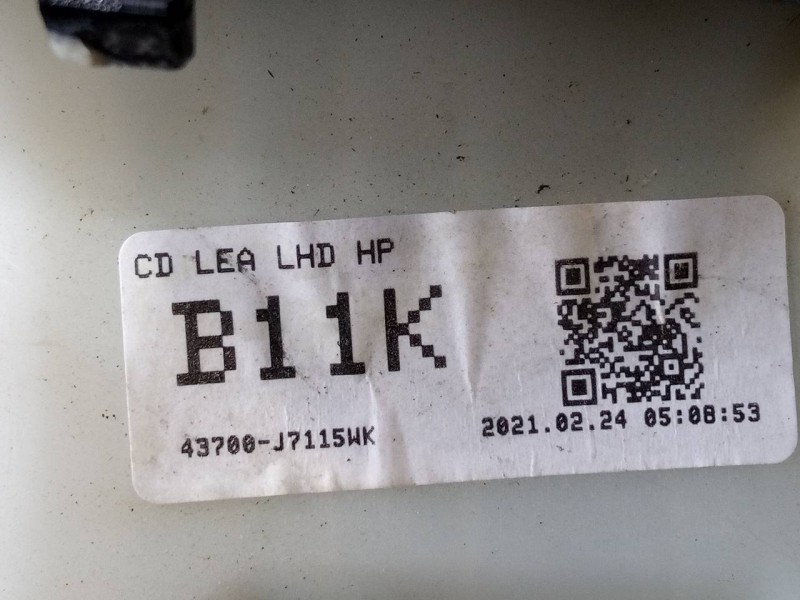 CD LEA LHD HP
B11K
43700-J7115WK
2021.02.24 05:08:53